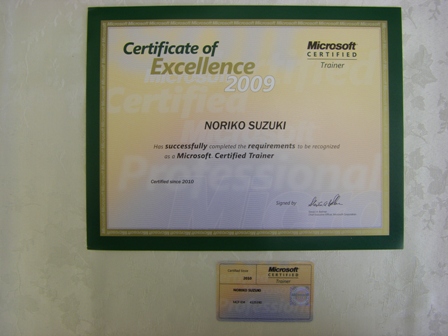 Certificate of
Excellence
2009
Microsoft
CERTIFIED
Trainer
NORIKO SUZUKI
Has successfully completed the requirements to be recognized
as a Microsoft Certified Trainer
Certified since 2010
Signed by
Microsoft
CERTIFIED
Trainer
NORIKO SUZUKI